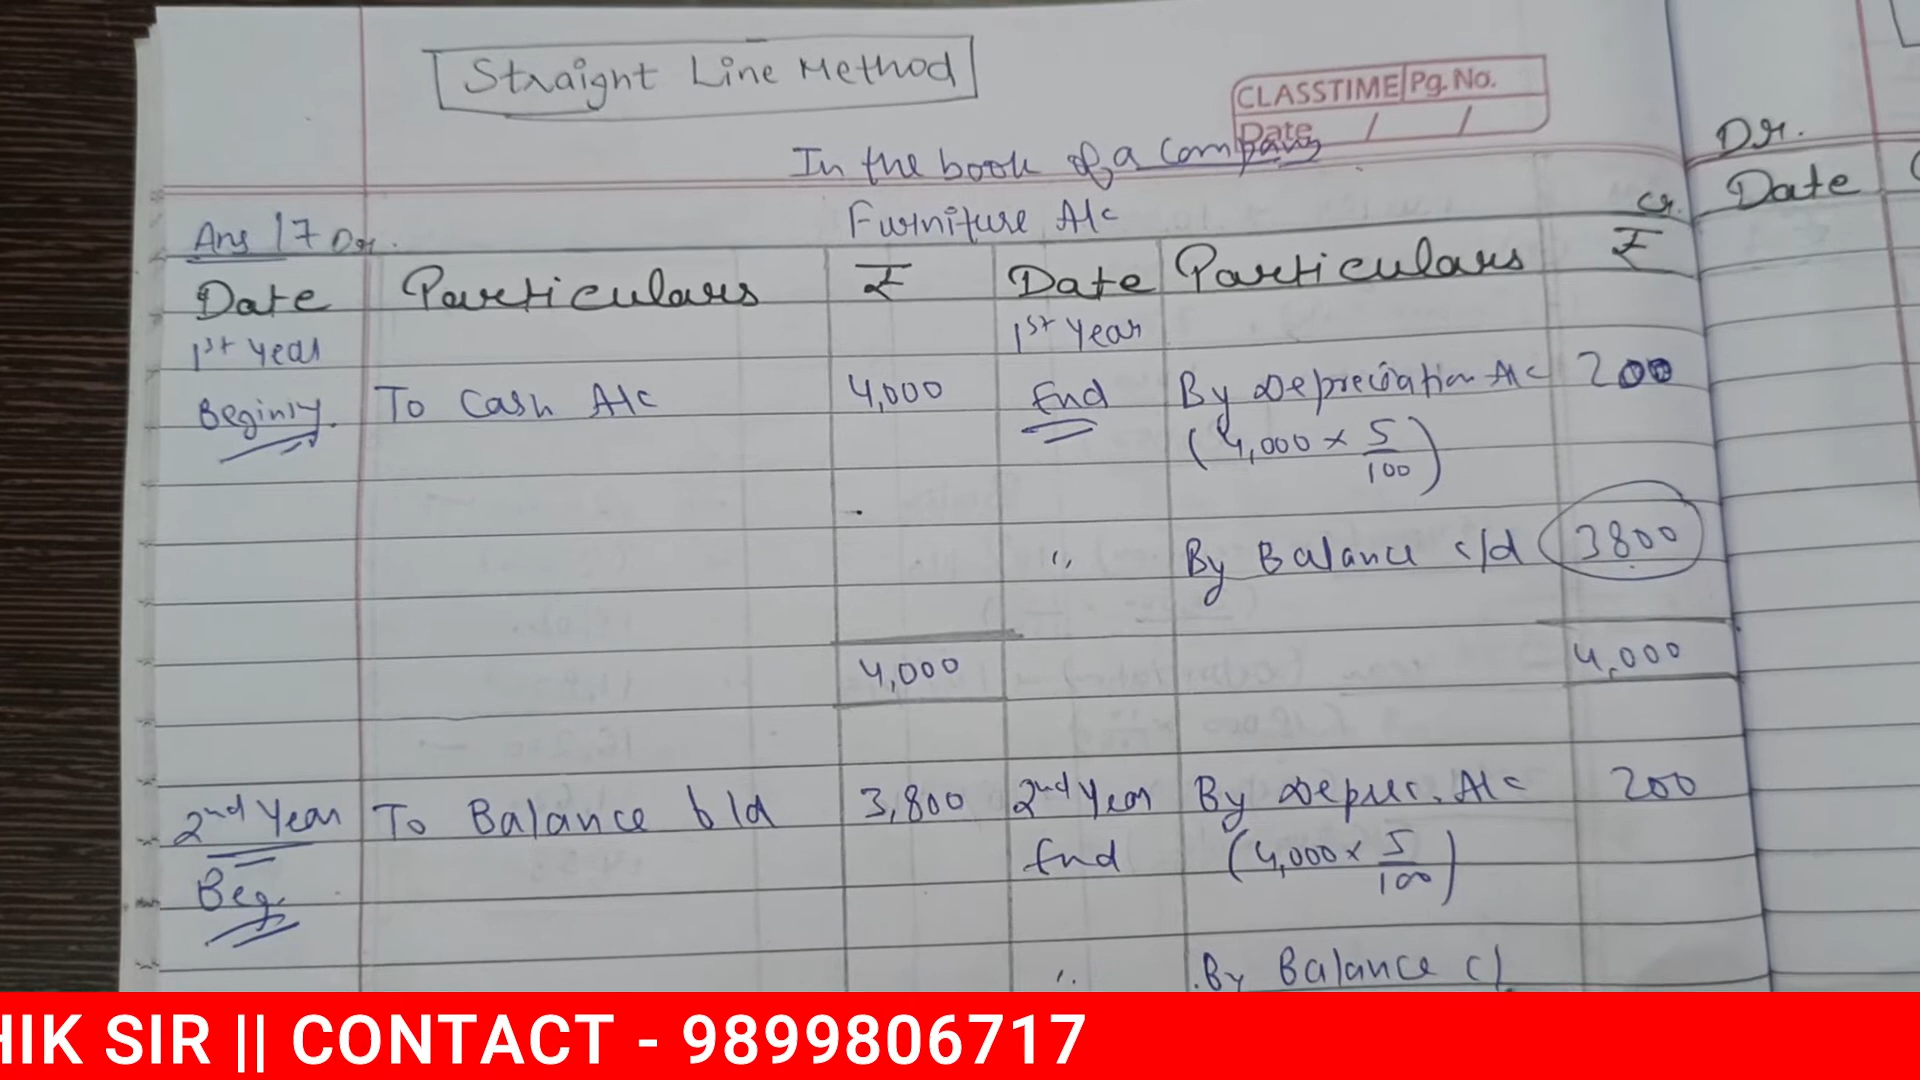 Straight Line Method
CLASSTIME Pg. No.
Date / /
In the book of a company
Ans 17 Dr. Furniture A/c Cr.
Date Particulars ₹ Date Particulars ₹
1st Year 1st Year
Begining To Cash A/c 4,000 End By Depreciation A/c 200
(4,000 × 5/100)
" By Balance c/d 3800
4,000 4,000
2nd Year To Balance b/d 3,800 2nd Year By Deprec. A/c 200
Beg. End (4,000 × 5/100)
" By Balance c/
Dr.
Date
HIK SIR || CONTACT - 9899806717